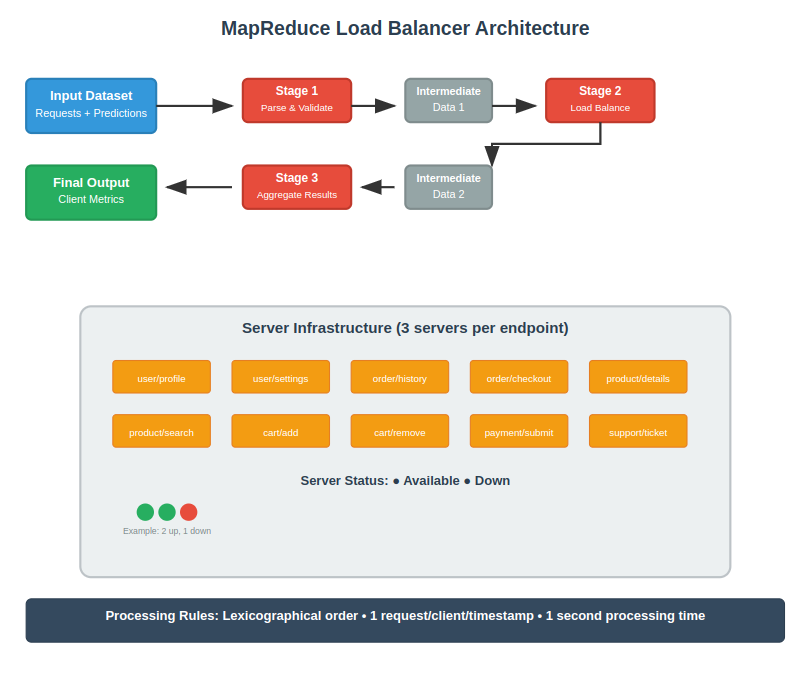 MapReduce Load Balancer Architecture
Input Dataset
Requests + Predictions
Stage 1
Parse & Validate
Intermediate
Data 1
Stage 2
Load Balance
Final Output
Client Metrics
Stage 3
Aggregate Results
Intermediate
Data 2
Server Infrastructure (3 servers per endpoint)
user/profile
user/settings
order/history
order/checkout
product/details
product/search
cart/add
cart/remove
payment/submit
support/ticket
Server Status: ● Available ● Down
Example: 2 up, 1 down
Processing Rules: Lexicographical order • 1 request/client/timestamp • 1 second processing time